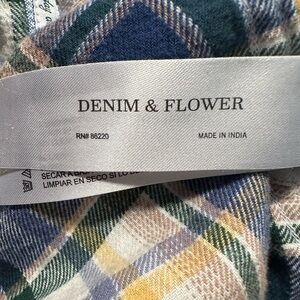 DENIM & FLOWER
RN# 86220 MADE IN INDIA
SECAR A
LIMPIAR EN SECO SI LO